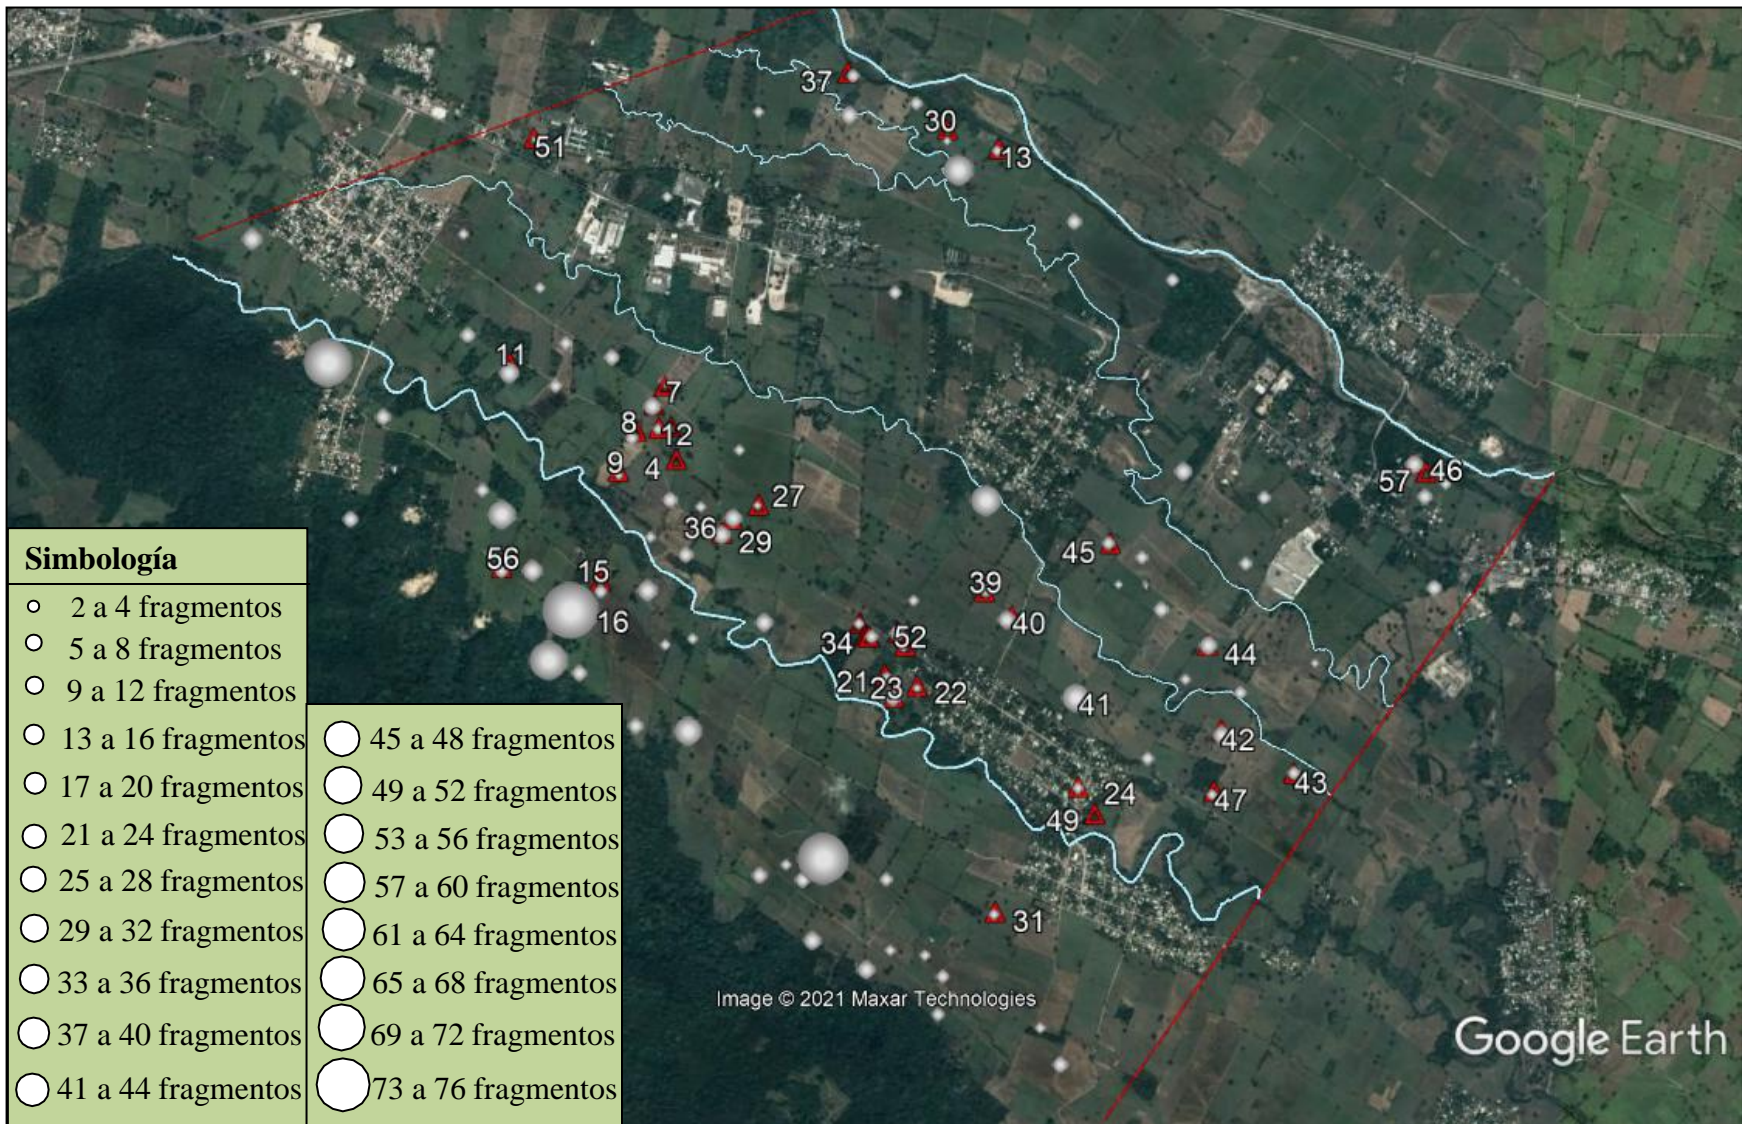 37
30
13
51
11
7
8
12
9
4
27
36
29
57
46
45
56
15
16
39
40
34
52
44
21
23
22
41
42
43
47
24
49
31
Simbología
2 a 4 fragmentos
5 a 8 fragmentos
9 a 12 fragmentos
13 a 16 fragmentos
17 a 20 fragmentos
21 a 24 fragmentos
25 a 28 fragmentos
29 a 32 fragmentos
33 a 36 fragmentos
37 a 40 fragmentos
41 a 44 fragmentos
45 a 48 fragmentos
49 a 52 fragmentos
53 a 56 fragmentos
57 a 60 fragmentos
61 a 64 fragmentos
65 a 68 fragmentos
69 a 72 fragmentos
73 a 76 fragmentos
Image © 2021 Maxar Technologies
Google Earth